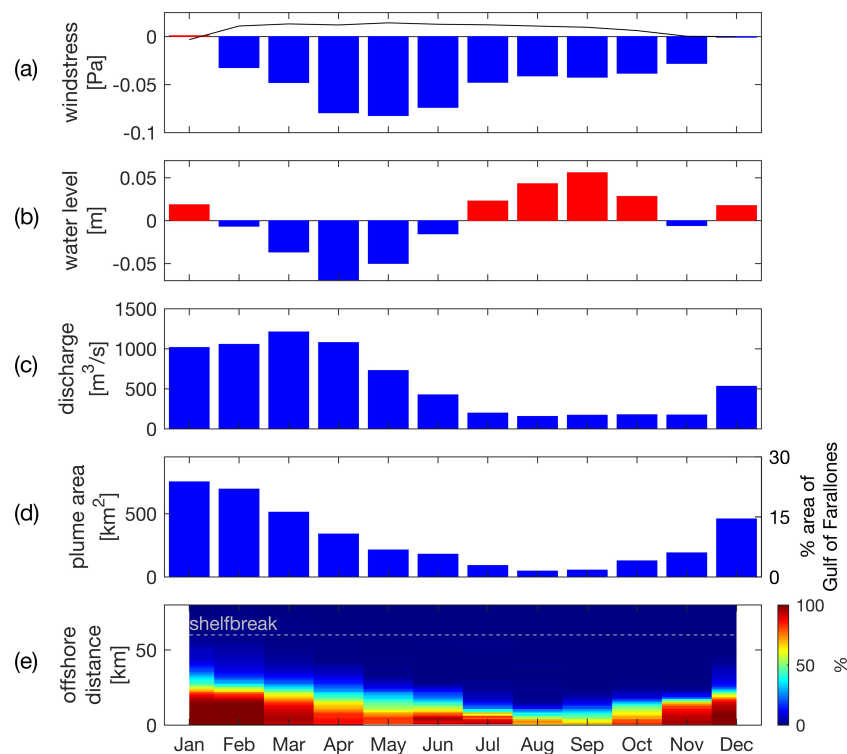 (a)
windstress
[Pa]
0
-0.05
-0.1
(b)
water level
[m]
0.05
0
-0.05
(c)
discharge
[m³/s]
1500
1000
500
0
(d)
plume area
[km²]
500
0
30
15
0
% area of
Gulf of Farallones
(e)
offshore
distance
[km]
50
0
shelfbreak
100
50
0
%
Jan Feb Mar Apr May Jun Jul Aug Sep Oct Nov Dec